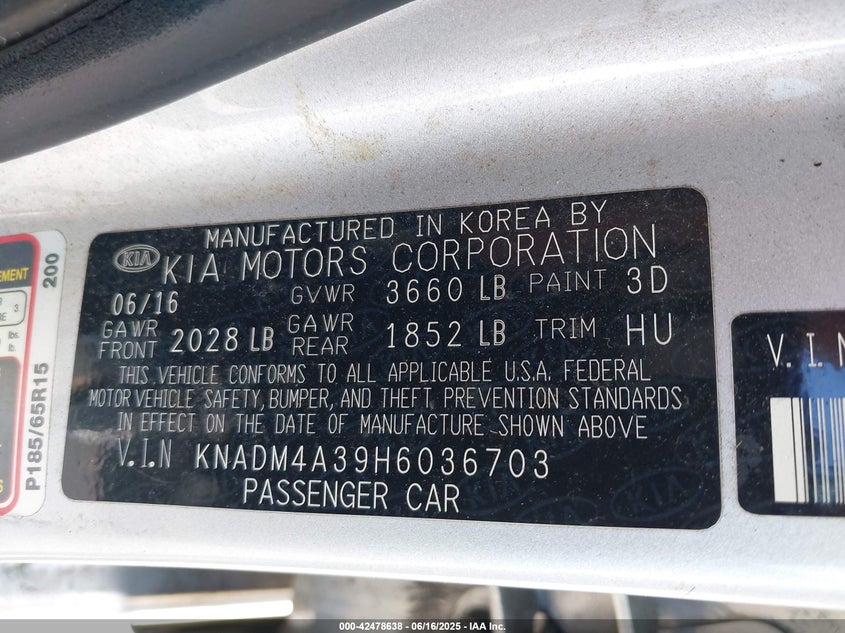 MANUFACTURED IN KOREA BY
KIA KIA MOTORS CORPORATION
06/16 GVWR 3660 LB PAINT 3D
GAWR FRONT 2028 LB GAWR REAR 1852 LB TRIM HU
THIS VEHICLE CONFORMS TO ALL APPLICABLE U.S.A. FEDERAL
MOTOR VEHICLE SAFETY, BUMPER, AND THEFT PREVENTION STANDARDS
IN EFFECT ON THE DATE OF MANUFACTURE SHOWN ABOVE
V.I.N KNADM4A39H6036703
PASSENGER CAR
200
P185/65R15
3
lbs.
V.I.N
000-42478638 - 06/16/2025 - IAA Inc.